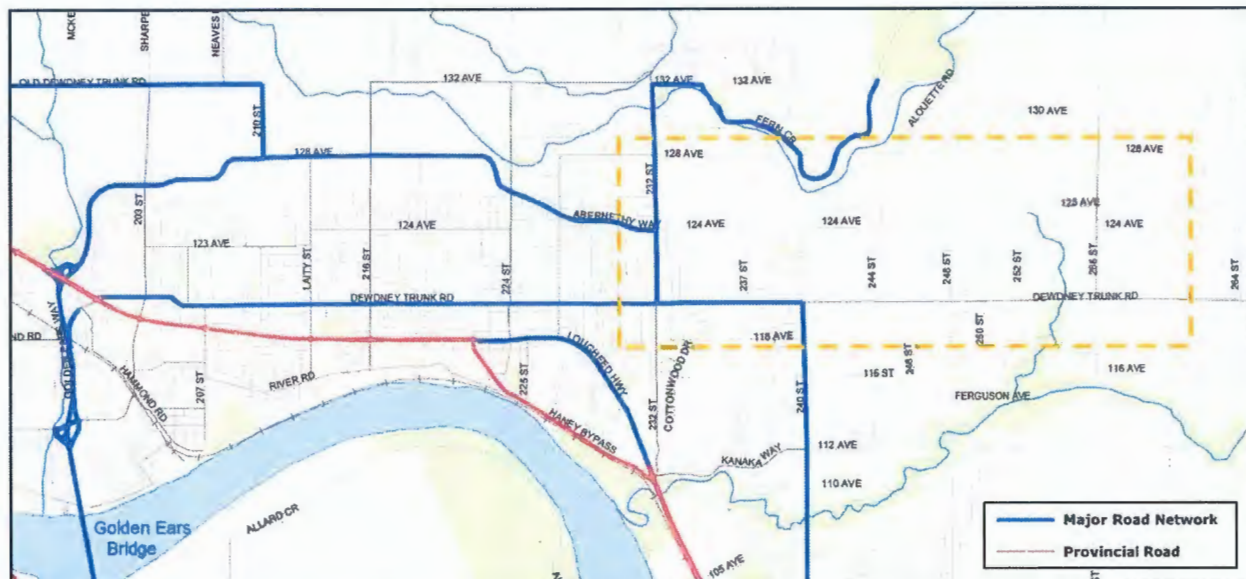 MCKE
SHARPE
NEAVES
OLD DEWDNEY TRUNK RD
132 AVE
132 AVE
132 AVE
ALOUETTE RD
130 AVE
210 ST
FERN CR
128 AVE
128 AVE
128 AVE
232 ST
203 ST
ABERNETHY WAY
125 AVE
124 AVE
124 AVE
124 AVE
124 AVE
123 AVE
LAITY ST
216 ST
224 ST
237 ST
244 ST
248 ST
252 ST
256 ST
264 ST
DEWDNEY TRUNK RD
DEWDNEY TRUNK RD
WAY
ND RD
HAMMOND RD
207 ST
RIVER RD
225 ST
LOUGHEED HWY
118 AVE
250 ST
248 ST
116 ST
116 AVE
COTTONWOOD DR
232 ST
240 ST
FERGUSON AVE
HANEY BYPASS
KANAKA WAY
112 AVE
110 AVE
Golden Ears
Bridge
ALLARD CR
105 AVE
ST
Major Road Network
Provincial Road